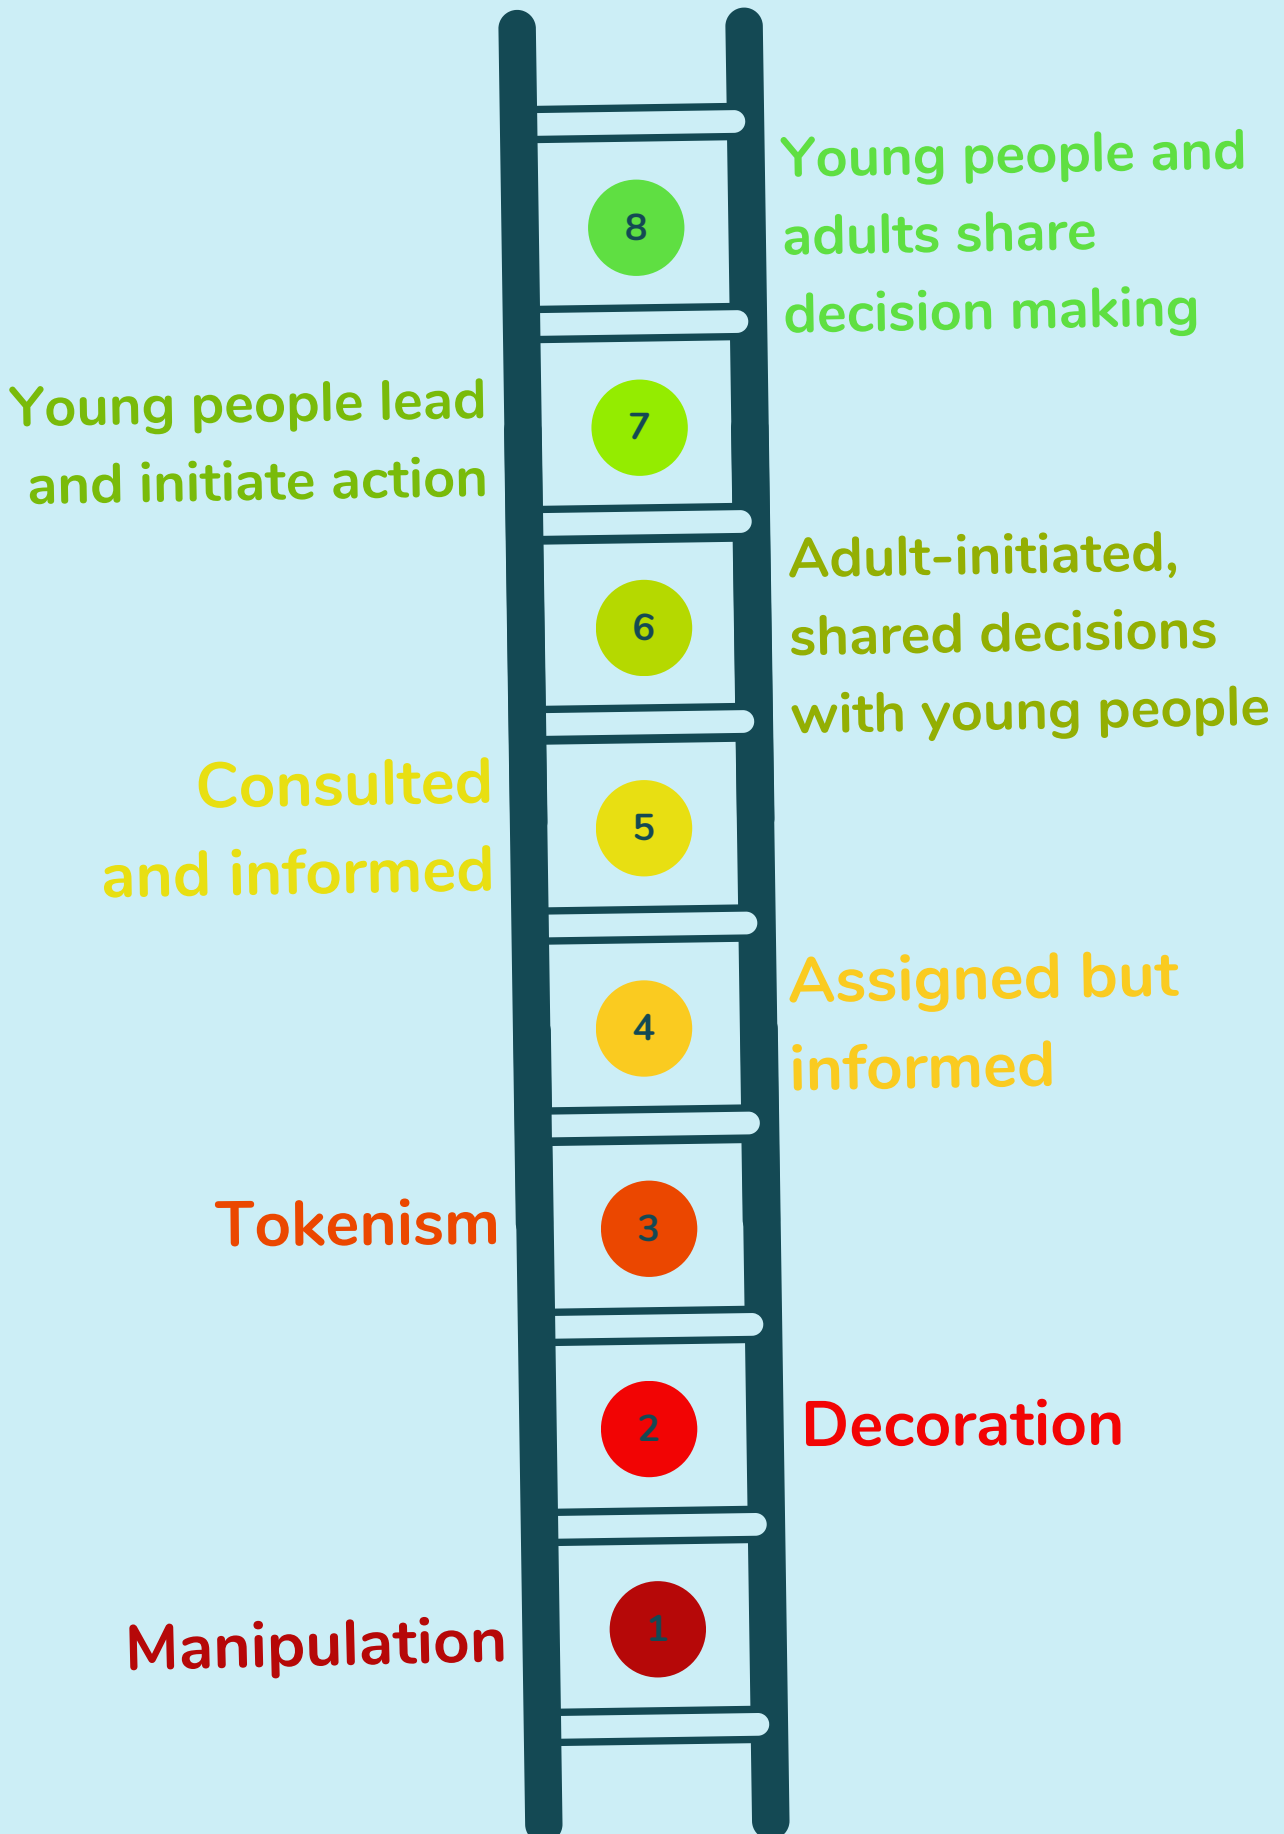 8
Young people and
adults share
decision making
7
Young people lead
and initiate action
6
Adult-initiated,
shared decisions
with young people
5
Consulted
and informed
4
Assigned but
informed
3
Tokenism
2
Decoration
1
Manipulation